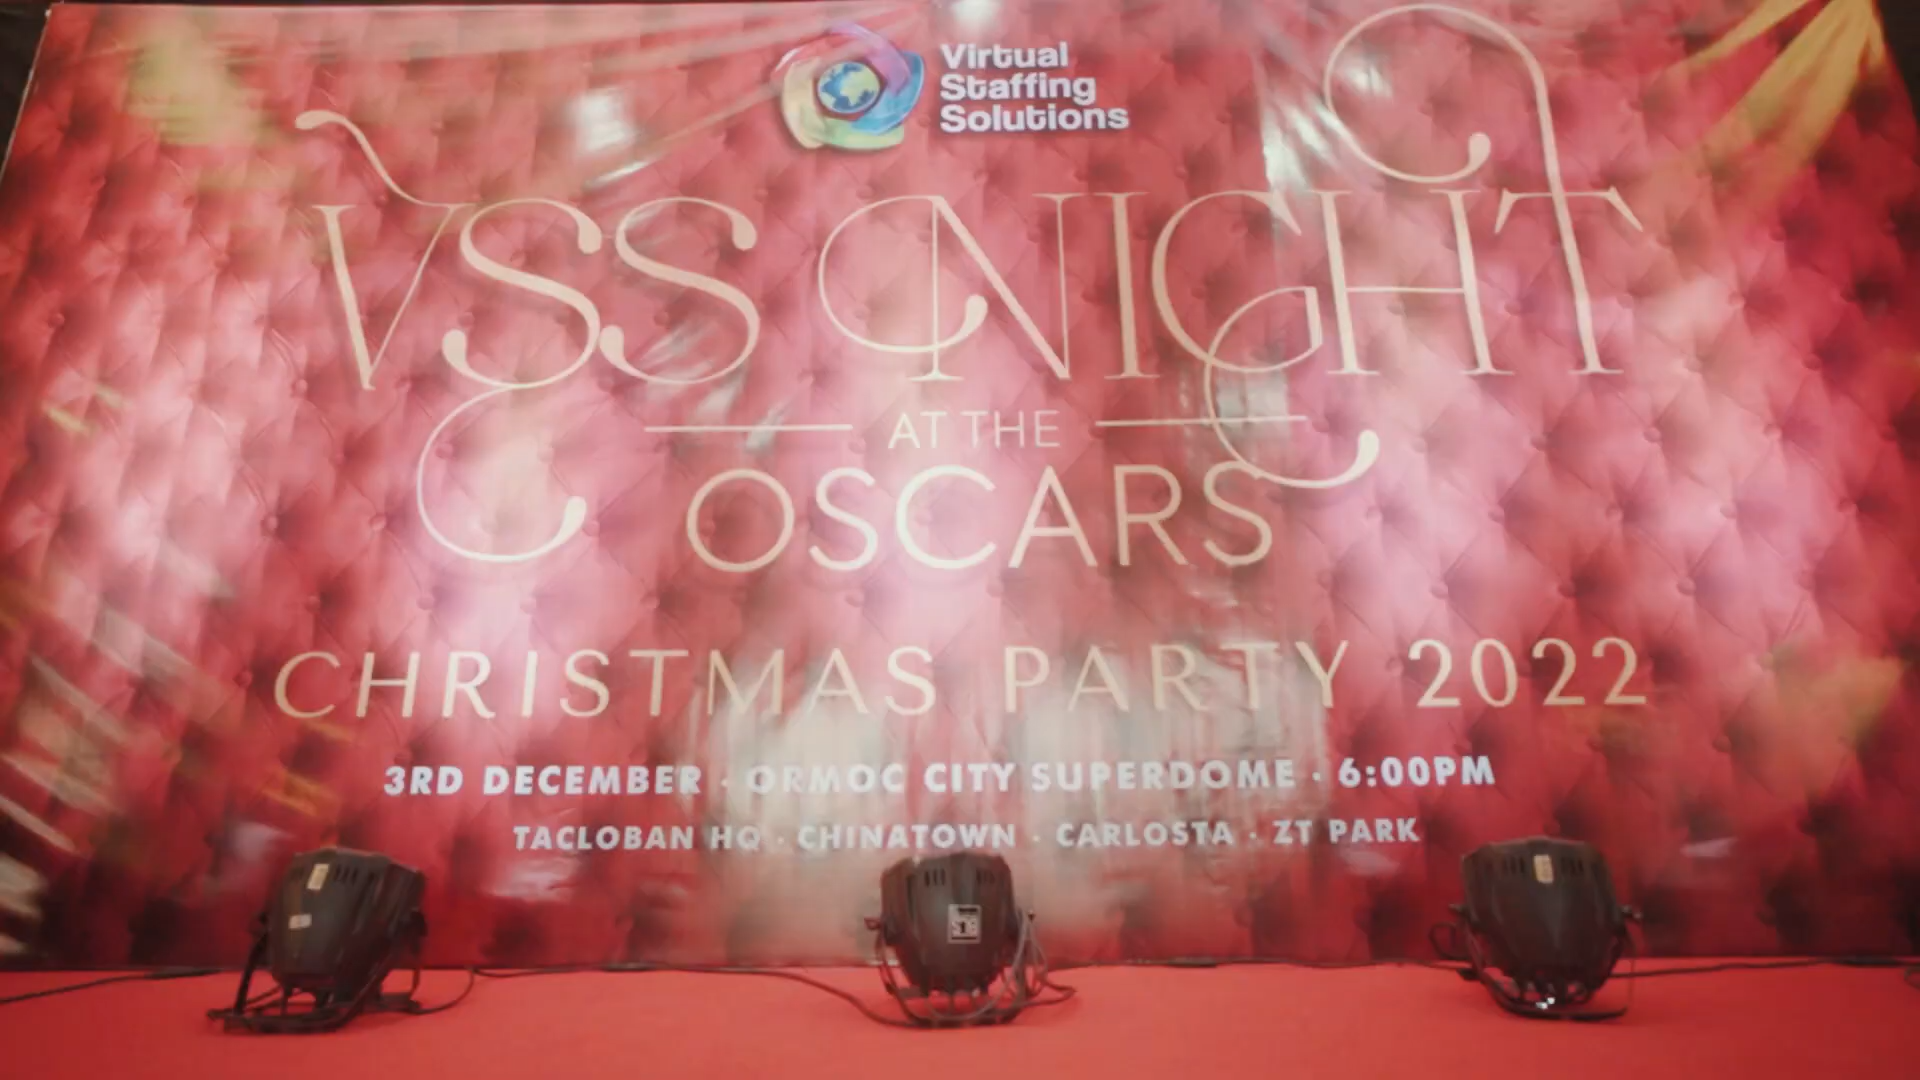 Virtual
Staffing
Solutions
VSS NIGHT
AT THE
OSCARS
CHRISTMAS PARTY 2022
3RD DECEMBER · ORMOC CITY SUPERDOME · 6:00PM
TACLOBAN HQ · CHINATOWN · CARLOSTA · ZT PARK